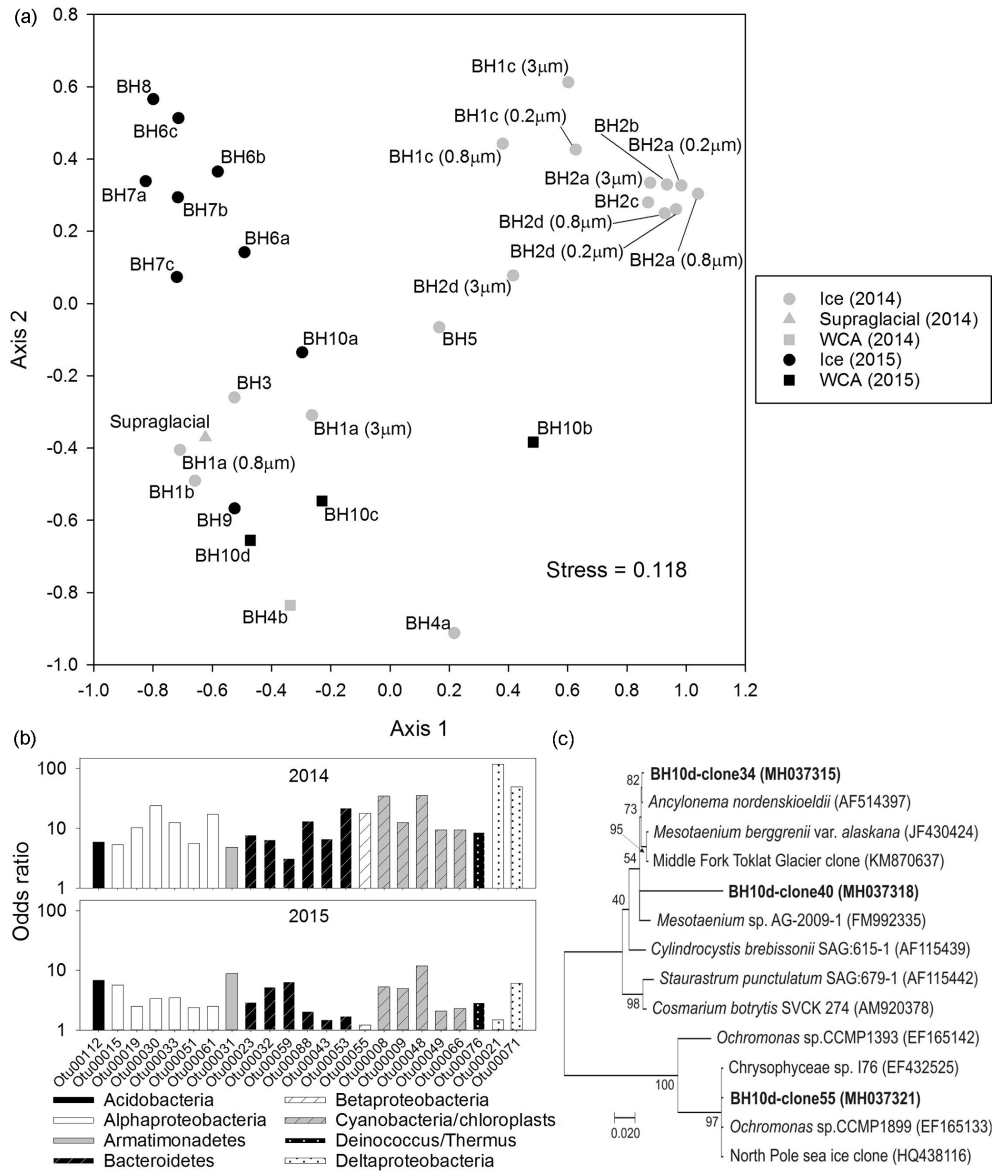 (a)
0.8
0.6
0.4
0.2
0.0
-0.2
-0.4
-0.6
-0.8
-1.0
Axis 2
BH1c (3μm)
BH8
BH6c
BH1c (0.2μm)
BH2b
BH2a (0.2μm)
BH6b
BH1c (0.8μm)
BH2a (3μm)
BH7a
BH7b
BH2c
BH2d (0.8μm)
BH6a
BH2d (0.2μm)
BH2a (0.8μm)
BH7c
BH2d (3μm)
BH10a
BH5
BH3
Supraglacial
BH1a (3μm)
BH10b
BH1a (0.8μm)
BH1b
BH9
BH10c
BH10d
Stress = 0.118
BH4b
BH4a
-1.0 -0.8 -0.6 -0.4 -0.2 0.0 0.2 0.4 0.6 0.8 1.0 1.2
Axis 1
Ice (2014)
Supraglacial (2014)
WCA (2014)
Ice (2015)
WCA (2015)
(b)
Odds ratio
100
10
1
2014
100
10
1
2015
Otu00112
Otu00015
Otu00019
Otu00030
Otu00033
Otu00051
Otu00061
Otu00031
Otu00023
Otu00032
Otu00059
Otu00088
Otu00043
Otu00053
Otu00055
Otu00008
Otu00009
Otu00048
Otu00049
Otu00066
Otu00076
Otu00021
Otu00071
Acidobacteria
Alphaproteobacteria
Armatimonadetes
Bacteroidetes
Betaproteobacteria
Cyanobacteria/chloroplasts
Deinococcus/Thermus
Deltaproteobacteria
(c)
82
BH10d-clone34 (MH037315)
73
Ancylonema nordenskioeldii (AF514397)
95
Mesotaenium berggrenii var. alaskana (JF430424)
54
Middle Fork Toklat Glacier clone (KM870637)
BH10d-clone40 (MH037318)
40
Mesotaenium sp. AG-2009-1 (FM992335)
Cylindrocystis brebissonii SAG:615-1 (AF115439)
Staurastrum punctulatum SAG:679-1 (AF115442)
98
Cosmarium botrytis SVCK 274 (AM920378)
Ochromonas sp.CCMP1393 (EF165142)
Chrysophyceae sp. I76 (EF432525)
100
BH10d-clone55 (MH037321)
97
Ochromonas sp.CCMP1899 (EF165133)
North Pole sea ice clone (HQ438116)
0.020